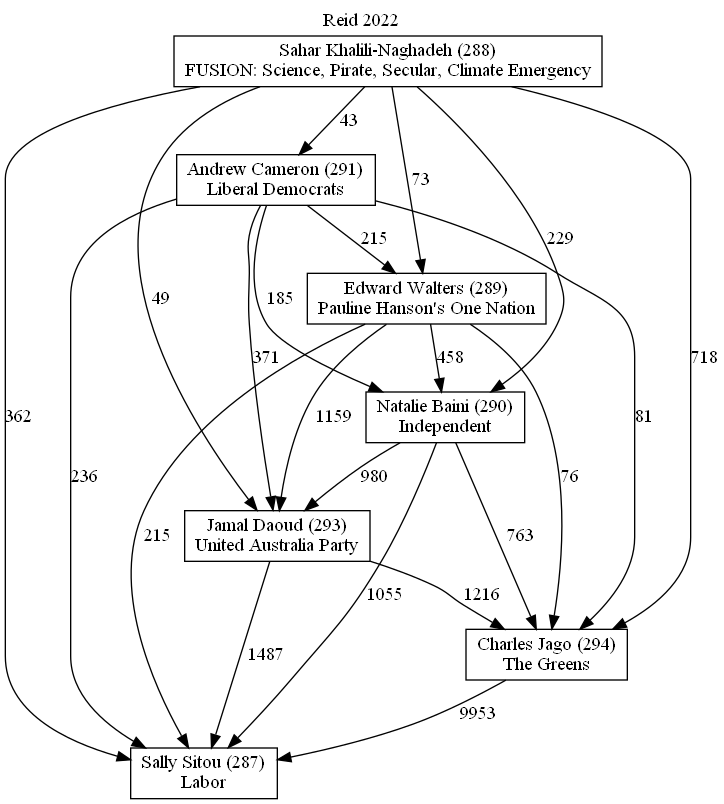 Reid 2022
Sahar Khalili-Naghadeh (288)
FUSION: Science, Pirate, Secular, Climate Emergency
43
Andrew Cameron (291)
Liberal Democrats
73
215
229
Edward Walters (289)
Pauline Hanson's One Nation
49
185
371
458
718
362
1159
81
Natalie Baini (290)
Independent
236
980
76
Jamal Daoud (293)
United Australia Party
215
763
1055
1216
Charles Jago (294)
The Greens
1487
9953
Sally Sitou (287)
Labor